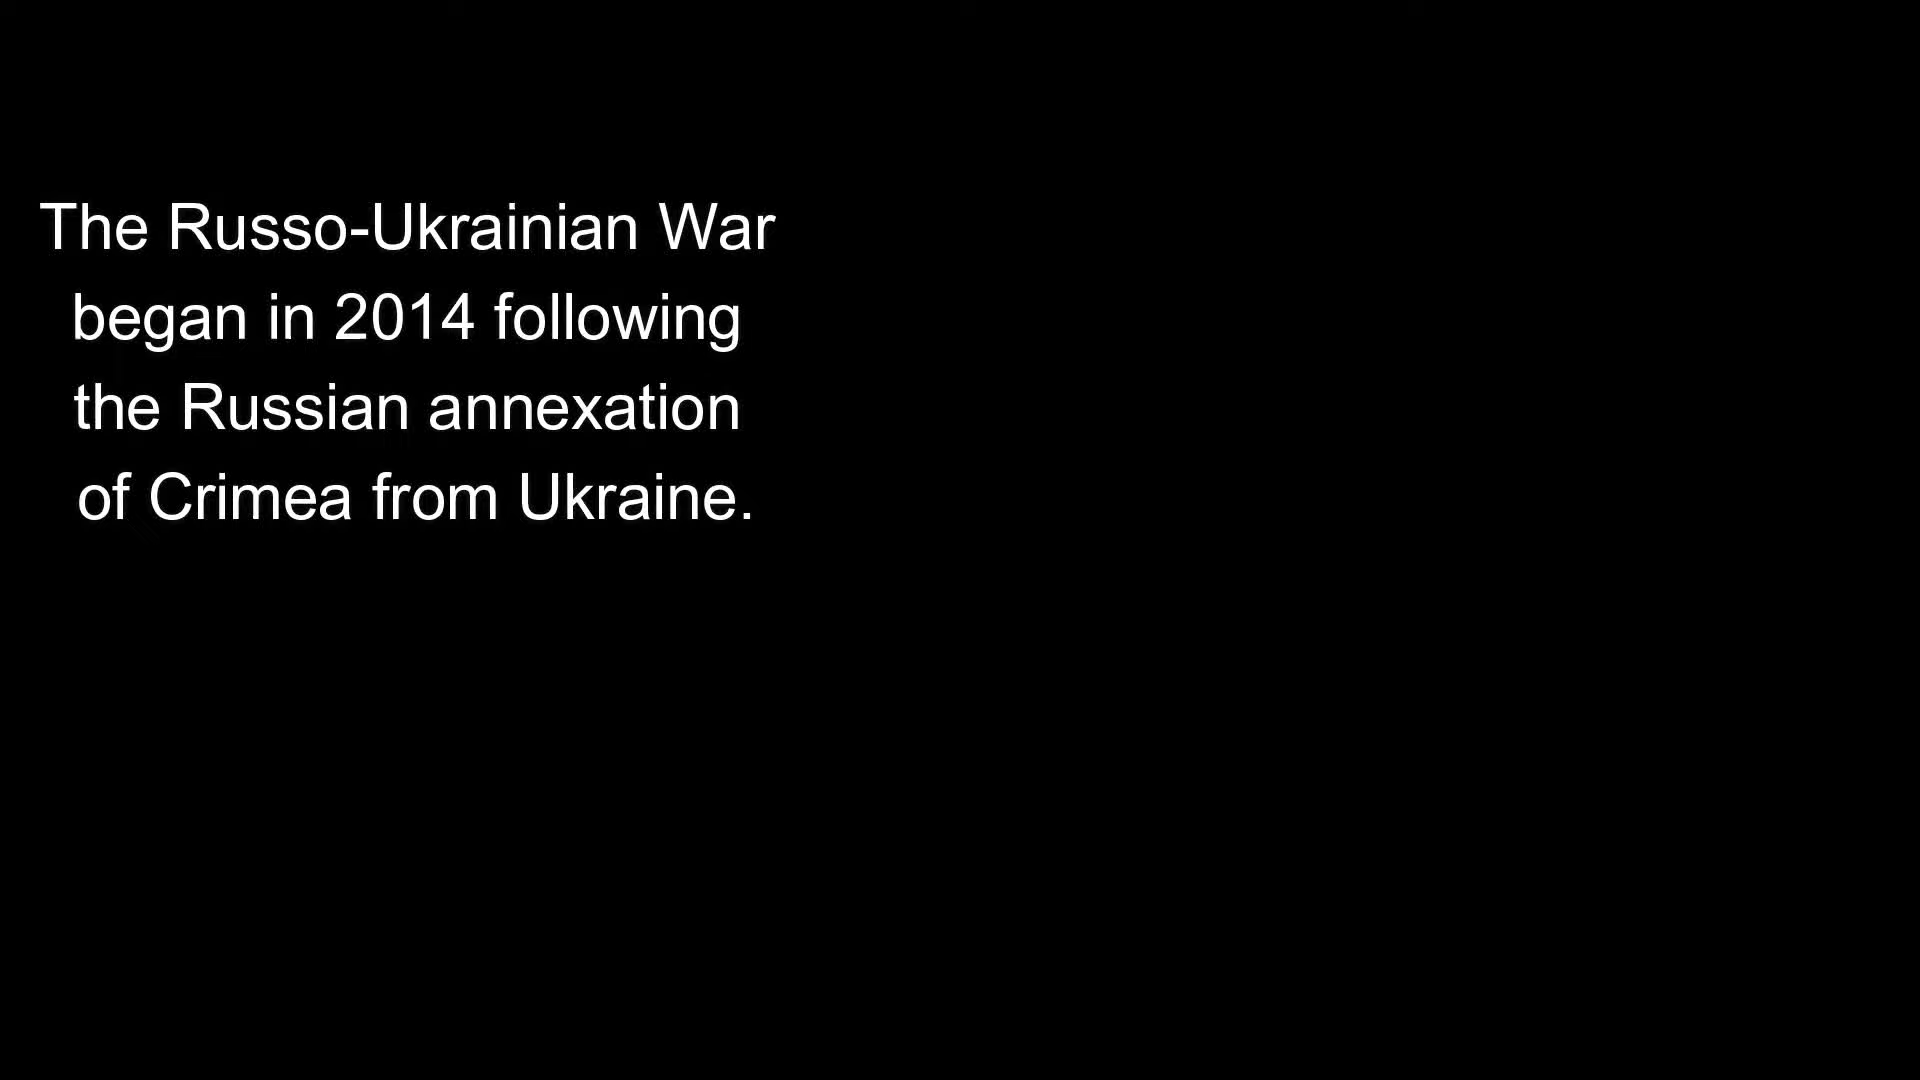 The Russo-Ukrainian War
began in 2014 following
the Russian annexation
of Crimea from Ukraine.